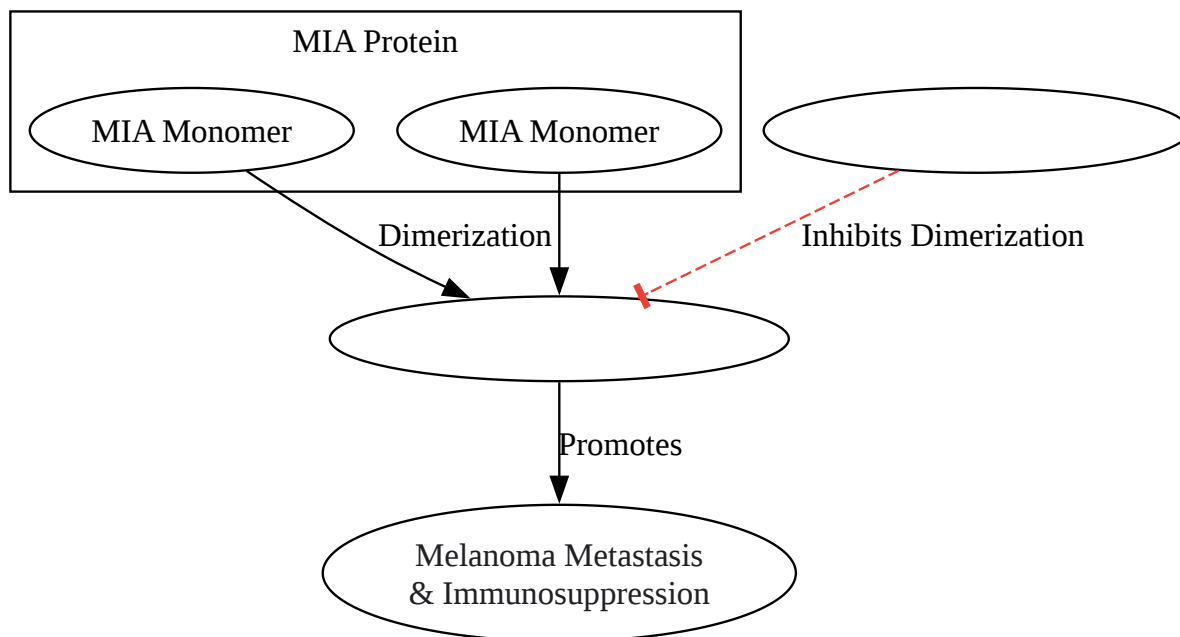 MIA Protein
MIA Monomer
MIA Monomer
Dimerization
Inhibits Dimerization
Promotes
Melanoma Metastasis
& Immunosuppression